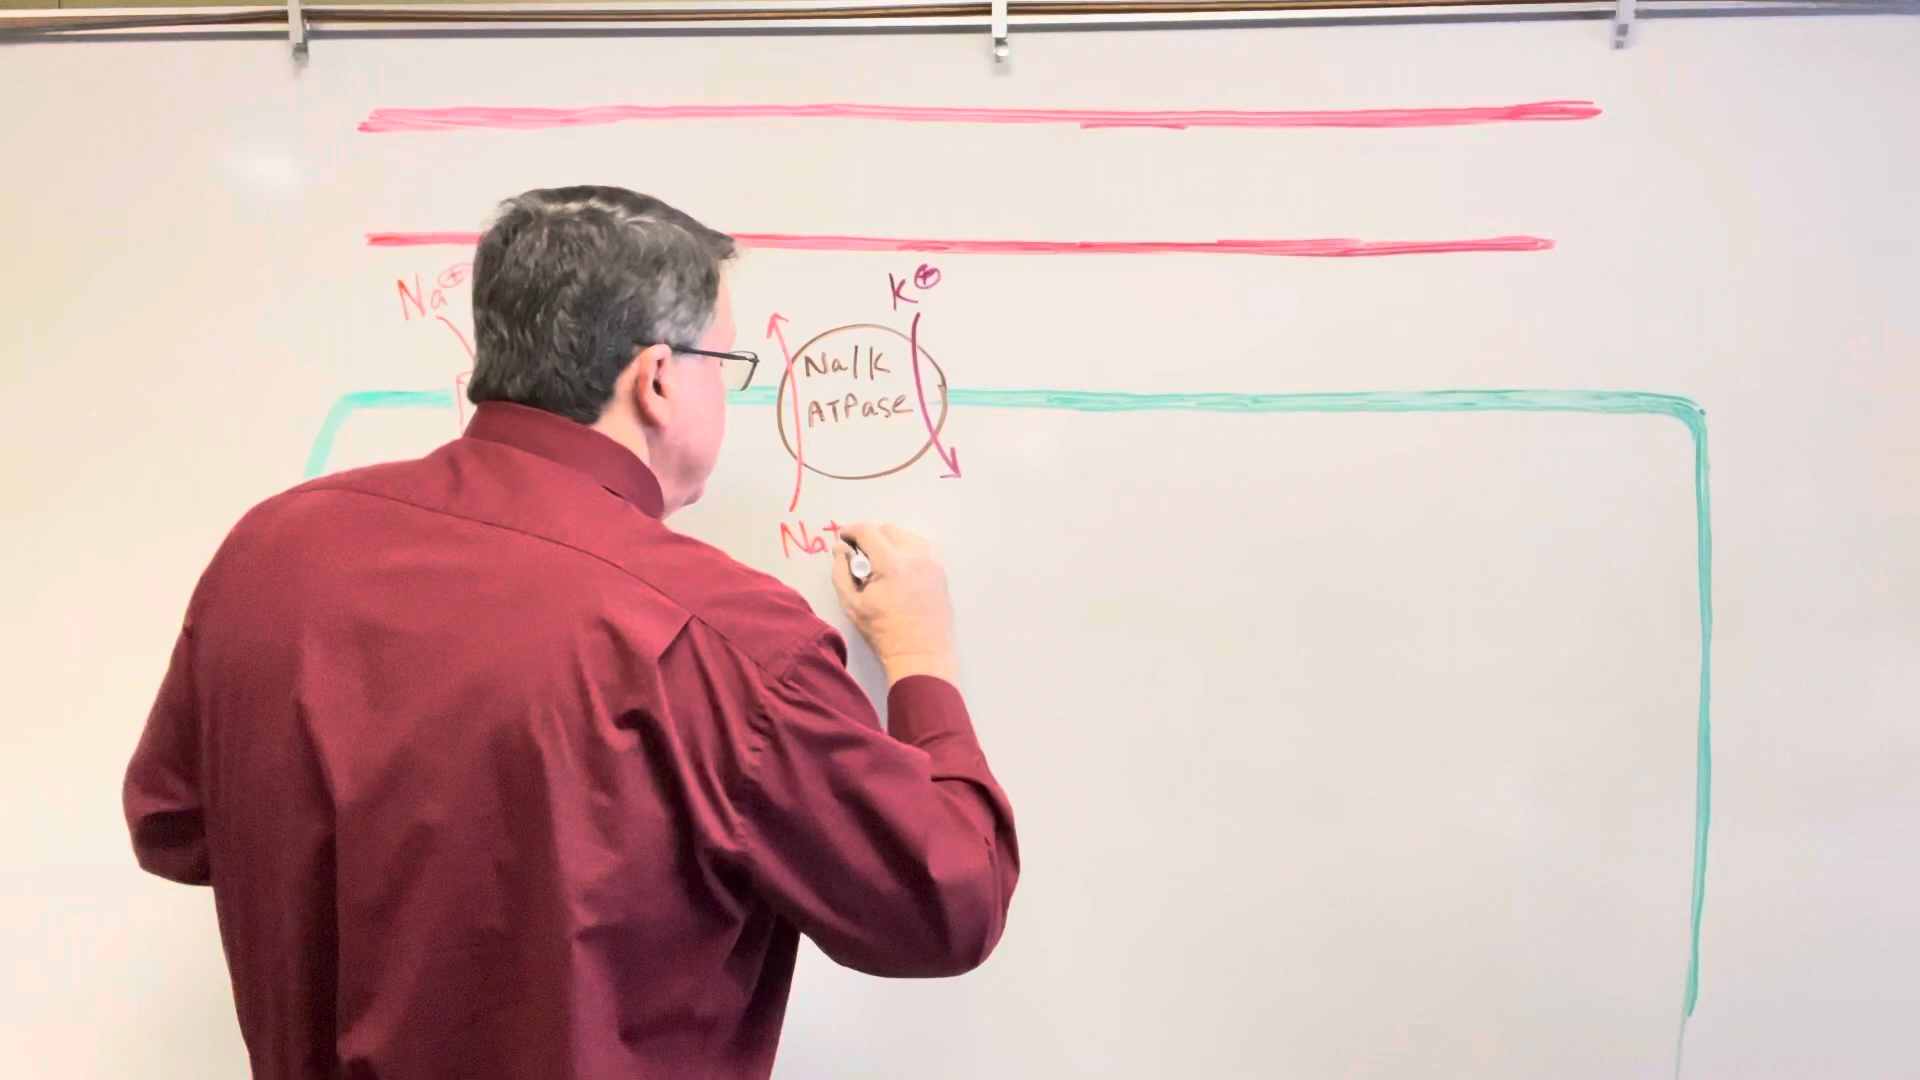 Na⊕
K⊕
Na/K
ATPase
Na+